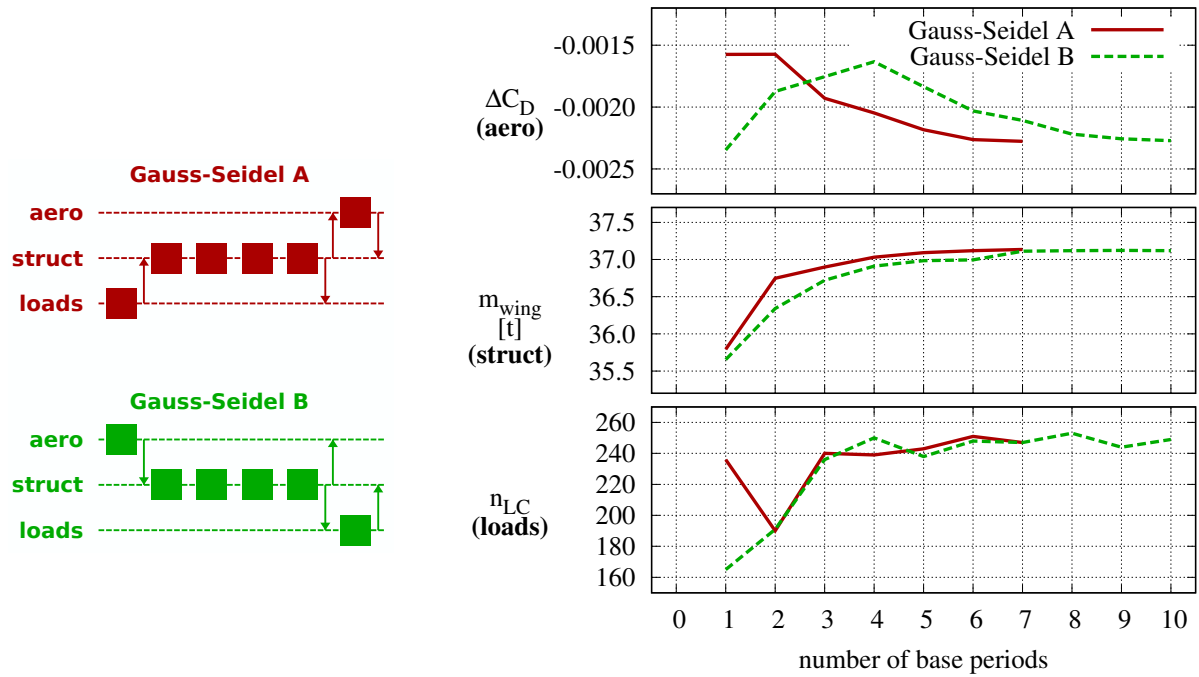 Gauss-Seidel A
aero
struct
loads
Gauss-Seidel B
aero
struct
loads
Gauss-Seidel A
Gauss-Seidel B
ΔC_D
(aero)
-0.0015
-0.0020
-0.0025
m_wing
[t]
(struct)
37.5
37.0
36.5
36.0
35.5
n_LC
(loads)
260
240
220
200
180
160
0 1 2 3 4 5 6 7 8 9 10
number of base periods